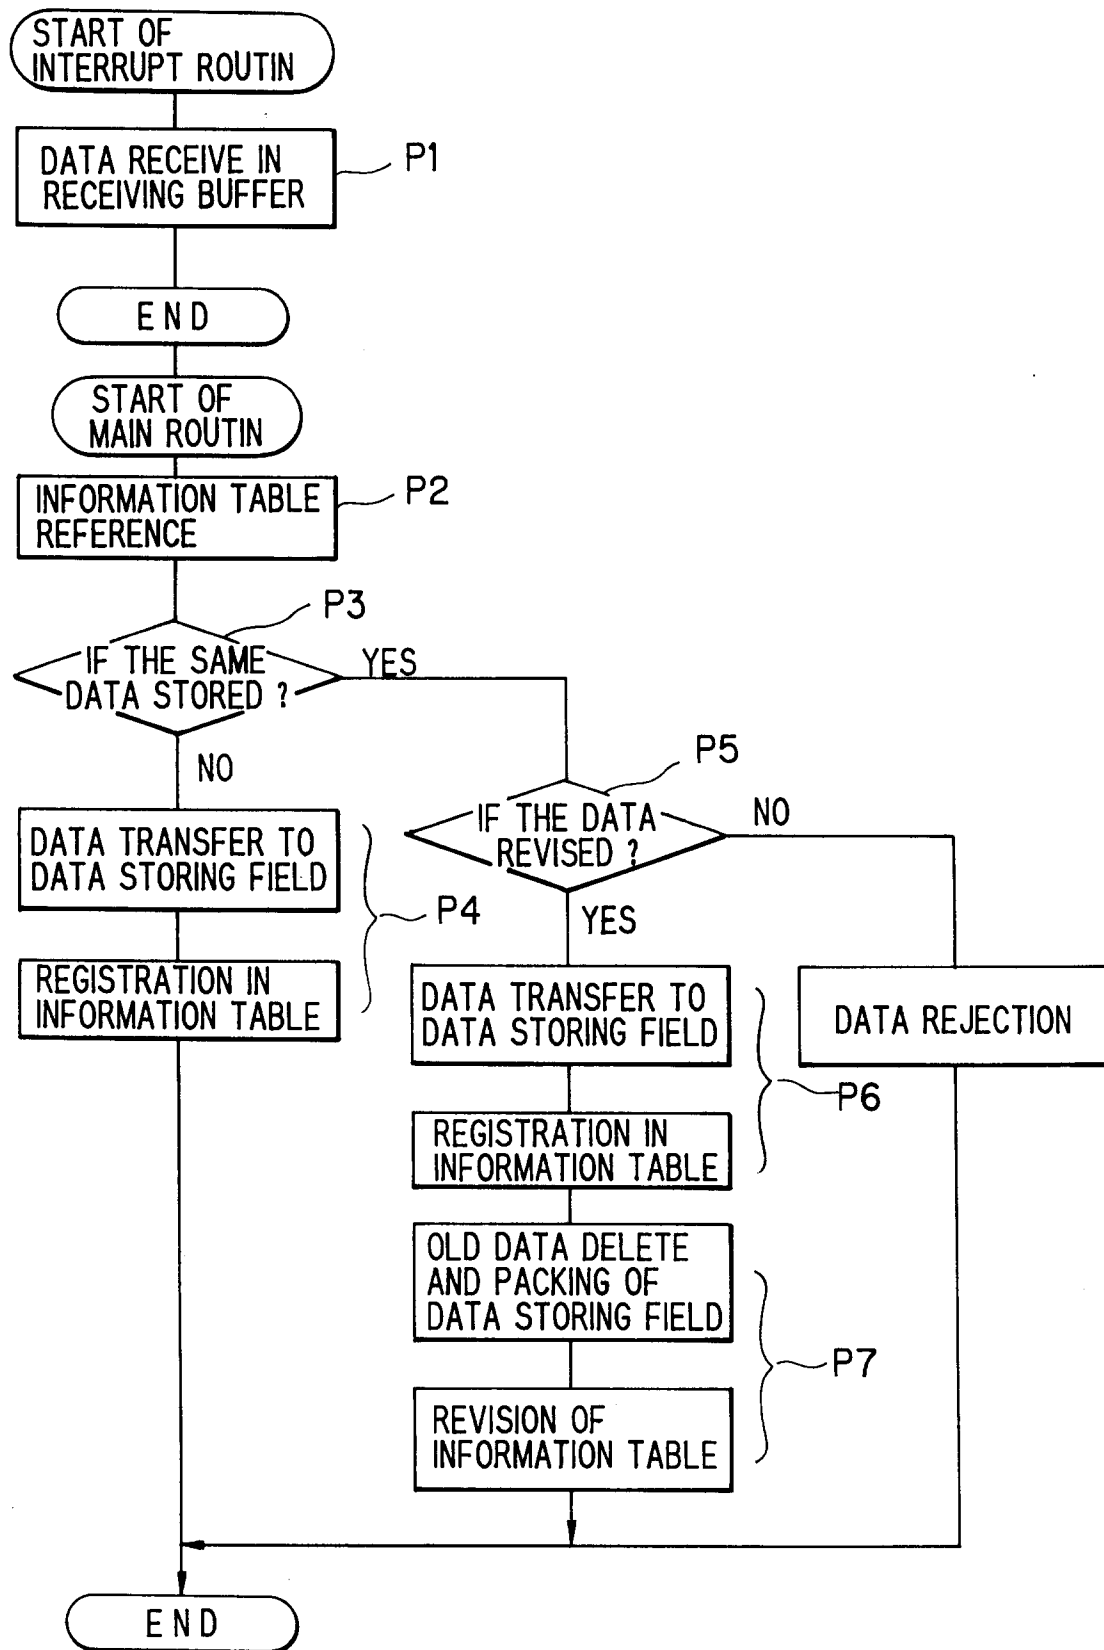 START OF
INTERRUPT ROUTIN
DATA RECEIVE IN
RECEIVING BUFFER
P1
END
START OF
MAIN ROUTIN
INFORMATION TABLE
REFERENCE
P2
P3
IF THE SAME
DATA STORED ?
YES
NO
P5
IF THE DATA
REVISED ?
NO
YES
DATA TRANSFER TO
DATA STORING FIELD
P4
REGISTRATION IN
INFORMATION TABLE
DATA TRANSFER TO
DATA STORING FIELD
DATA REJECTION
P6
REGISTRATION IN
INFORMATION TABLE
OLD DATA DELETE
AND PACKING OF
DATA STORING FIELD
P7
REVISION OF
INFORMATION TABLE
END